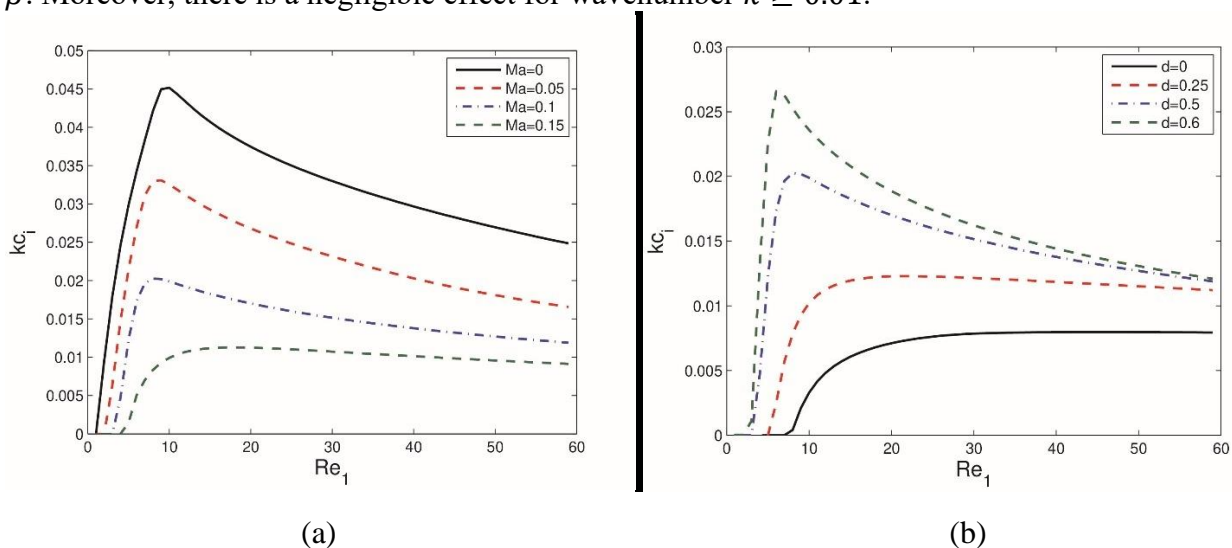 Moreover, there is a negligible effect for wavenumber
0.05
0.045
0.04
0.035
0.03
0.025
0.02
0.015
0.01
0.005
0
kc_i
0 10 20 30 40 50 60
Re_1
Ma=0
Ma=0.05
Ma=0.1
Ma=0.15
(a)
0.03
0.025
0.02
0.015
0.01
0.005
0
kc_i
0 10 20 30 40 50 60
Re_1
d=0
d=0.25
d=0.5
d=0.6
(b)